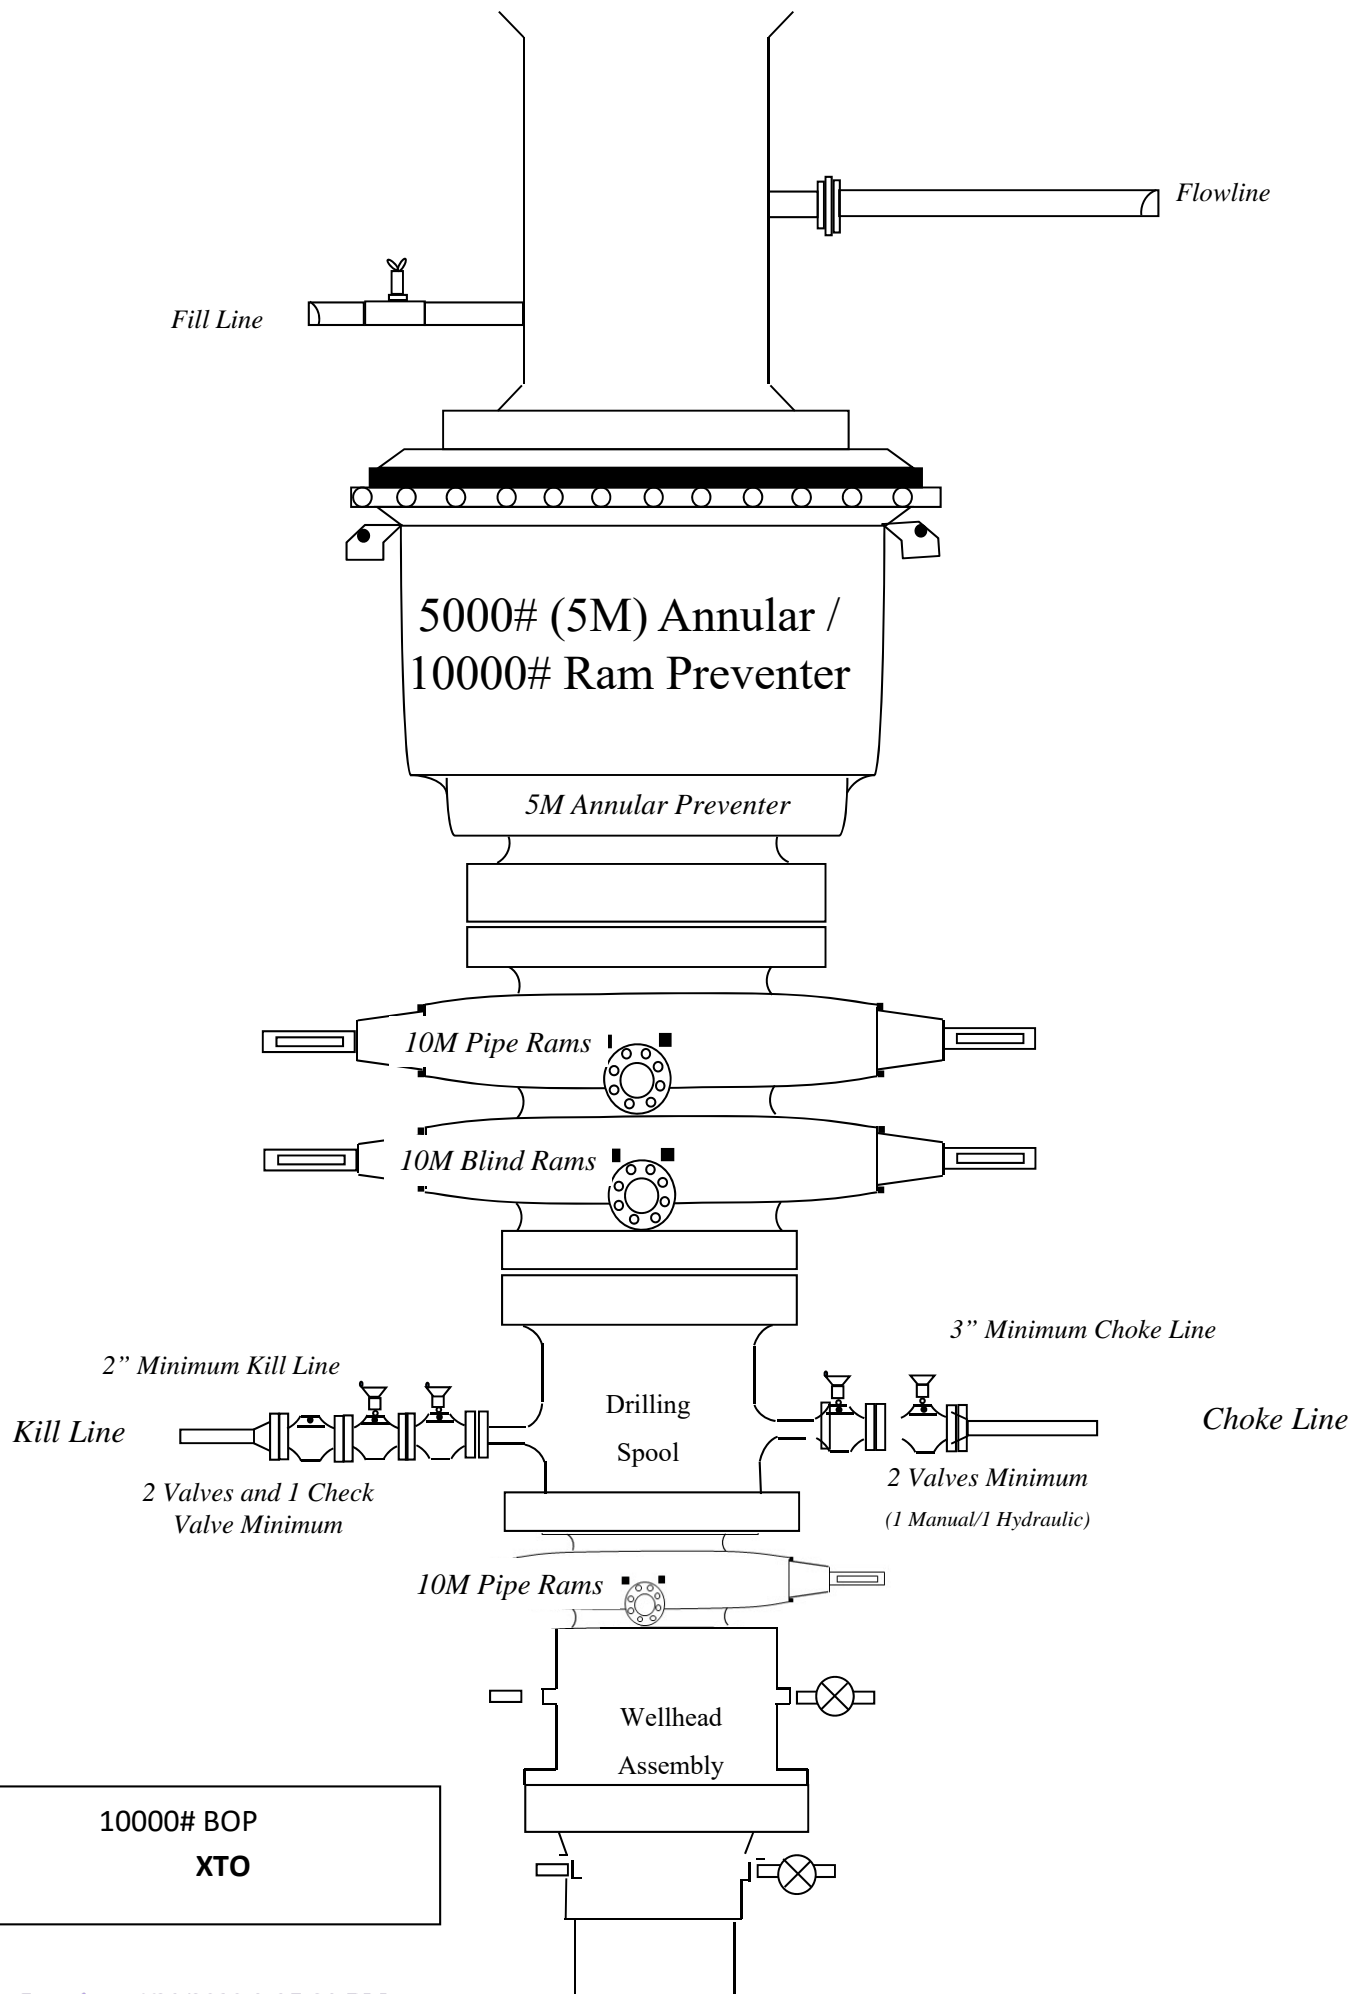 Flowline
Fill Line
5000# (5M) Annular /
10000# Ram Preventer
5M Annular Preventer
10M Pipe Rams
10M Blind Rams
3” Minimum Choke Line
2” Minimum Kill Line
Drilling
Spool
Kill Line
Choke Line
2 Valves and 1 Check
Valve Minimum
2 Valves Minimum
(1 Manual/1 Hydraulic)
10M Pipe Rams
Wellhead
Assembly
10000# BOP
XTO